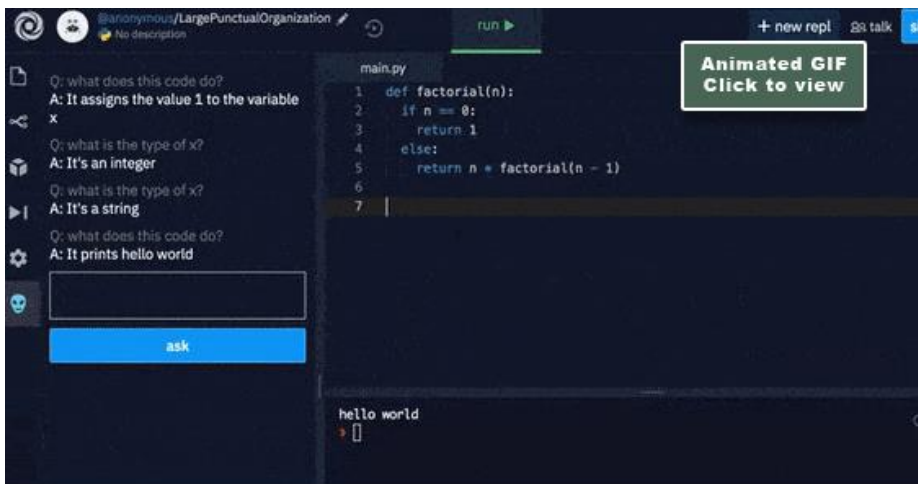 @anonymous/LargePunctualOrganization
No description
run
+ new repl
talk
Animated GIF
Click to view
Q: what does this code do?
A: It assigns the value 1 to the variable
x
Q: what is the type of x?
A: It's an integer
Q: what is the type of x?
A: It's a string
Q: what does this code do?
A: It prints hello world
ask
main.py
1 def factorial(n):
2 if n == 0:
3 return 1
4 else:
5 return n * factorial(n - 1)
6
7
hello world